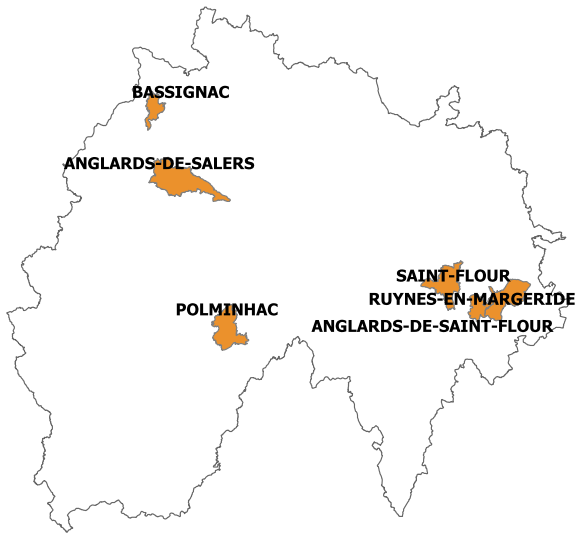 BASSIGNAC
ANGLARDS-DE-SALERS
SAINT-FLOUR
RUYNES-EN-MARGERIDE
POLMINHAC
ANGLARDS-DE-SAINT-FLOUR